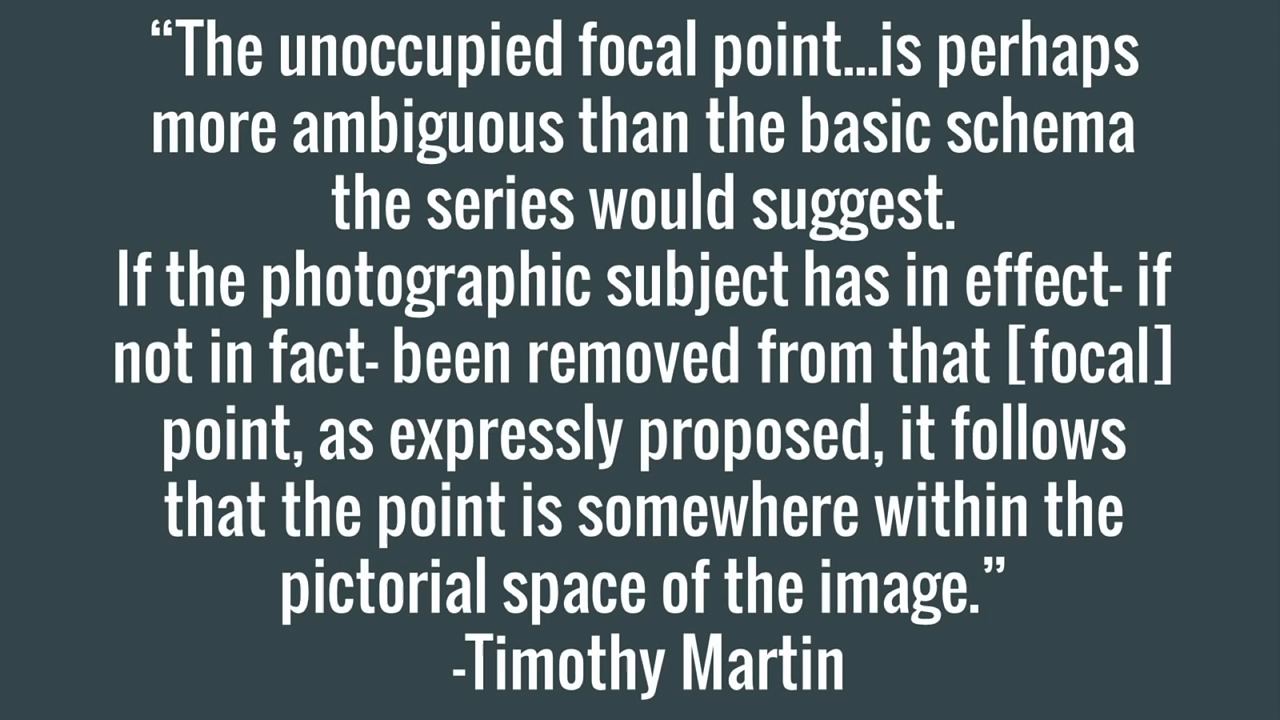 “The unoccupied focal point...is perhaps
more ambiguous than the basic schema
the series would suggest.
If the photographic subject has in effect- if
not in fact- been removed from that [focal]
point, as expressly proposed, it follows
that the point is somewhere within the
pictorial space of the image.”
-Timothy Martin